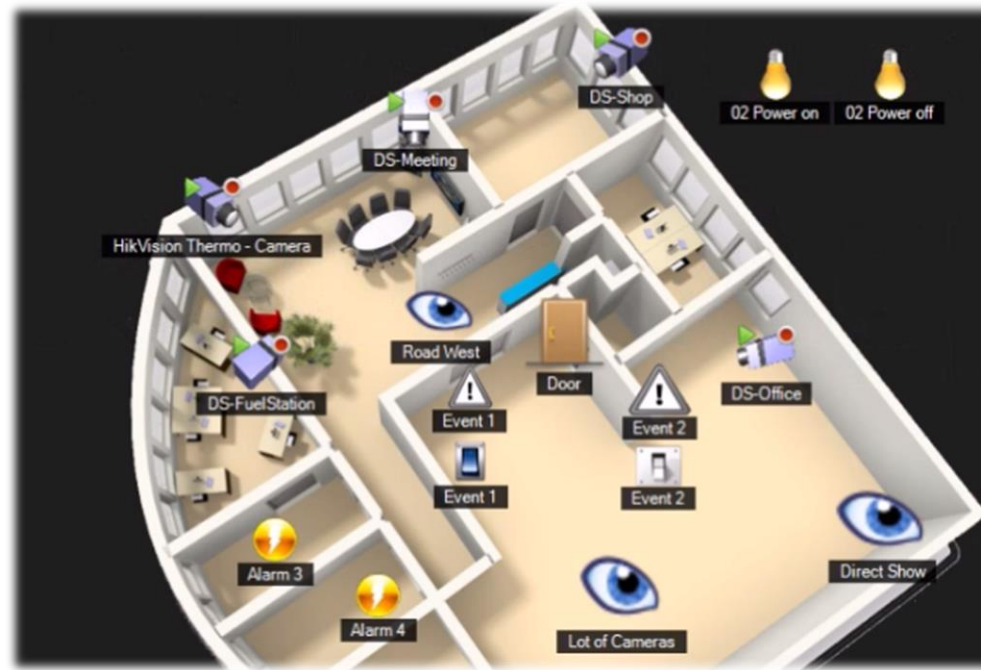 DS-Shop
02 Power on
02 Power off
DS-Meeting
HikVision Thermo - Camera
Road West
Door
DS-Office
DS-FuelStation
Event 1
Event 2
Event 1
Event 2
Alarm 3
Direct Show
Alarm 4
Lot of Cameras